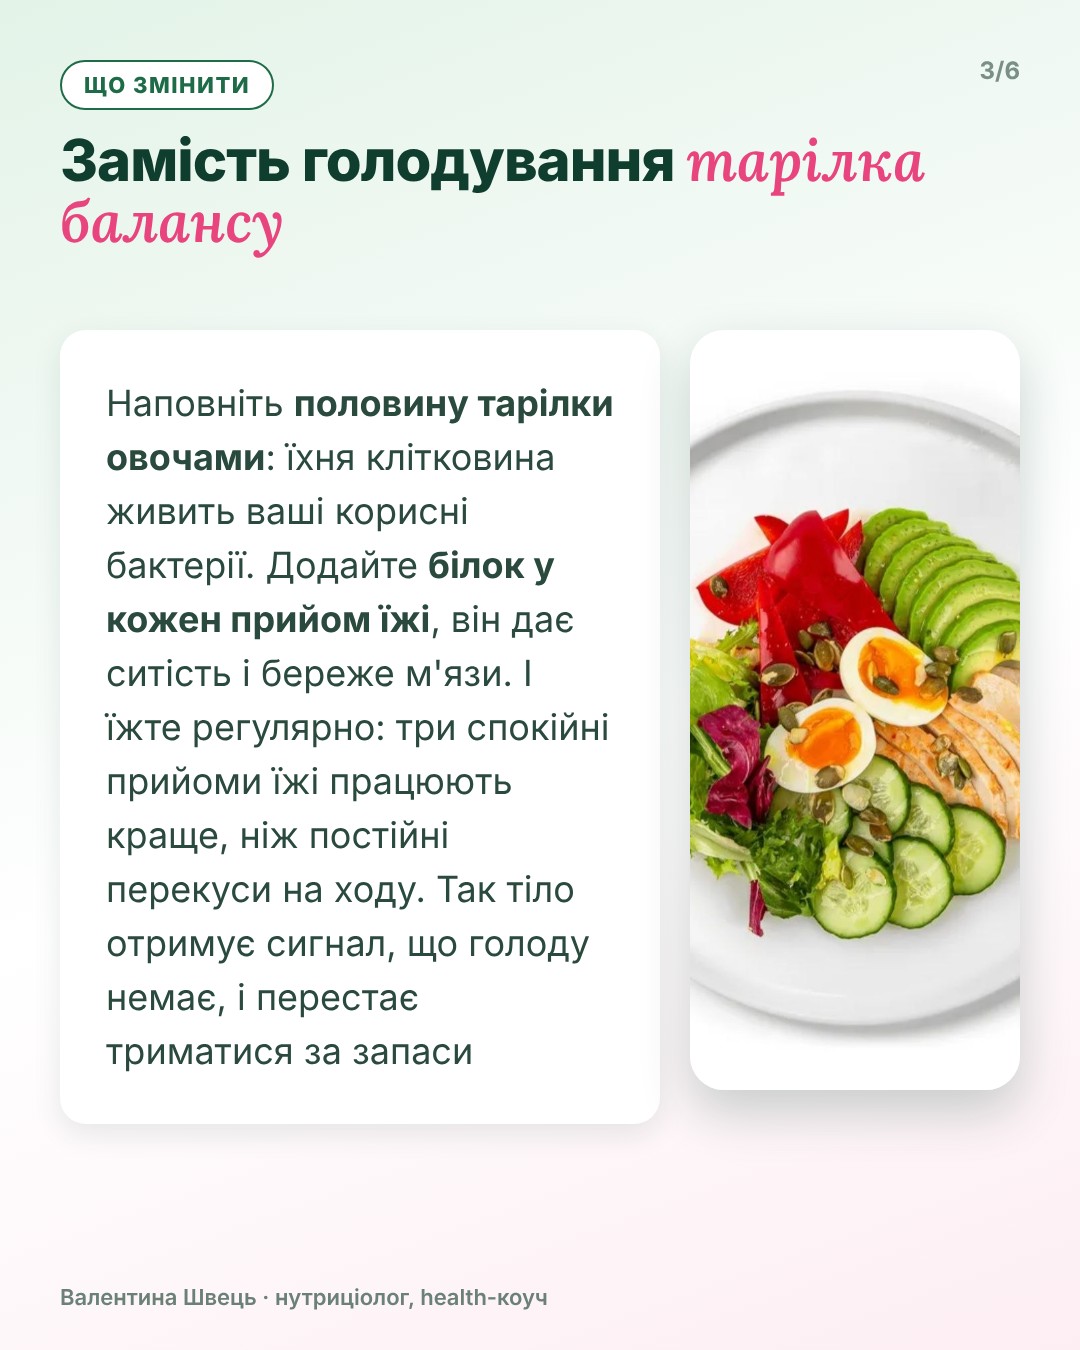 ЩО ЗМІНИТИ
3/6
Замість голодування тарілка
балансу
Наповніть половину тарілки
овочами: їхня клітковина
живить ваші корисні
бактерії. Додайте білок у
кожен прийом їжі, він дає
ситість і береже м'язи. І
їжте регулярно: три спокійні
прийоми їжі працюють
краще, ніж постійні
перекуси на ходу. Так тіло
отримує сигнал, що голоду
немає, і перестає
триматися за запаси
Валентина Швець · нутриціолог, health-коуч